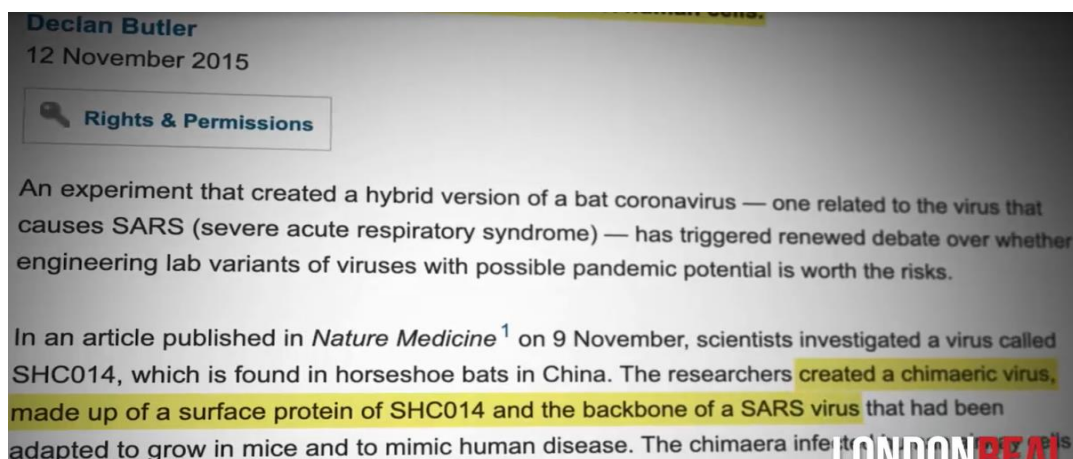 human cells.
Declan Butler
12 November 2015
Rights & Permissions
An experiment that created a hybrid version of a bat coronavirus — one related to the virus that
causes SARS (severe acute respiratory syndrome) — has triggered renewed debate over whether
engineering lab variants of viruses with possible pandemic potential is worth the risks.
In an article published in Nature Medicine1 on 9 November, scientists investigated a virus called
SHC014, which is found in horseshoe bats in China. The researchers created a chimaeric virus,
made up of a surface protein of SHC014 and the backbone of a SARS virus that had been
adapted to grow in mice and to mimic human disease. The chimaera infected
LONDONREAL